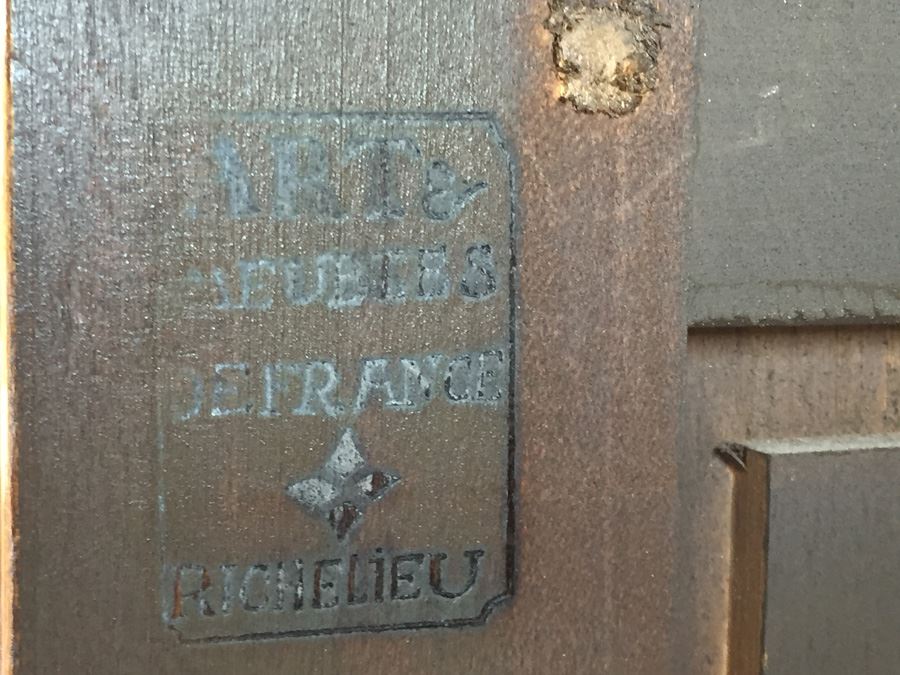 ART &
MEUBLES
DE FRANCE
RICHELIEU